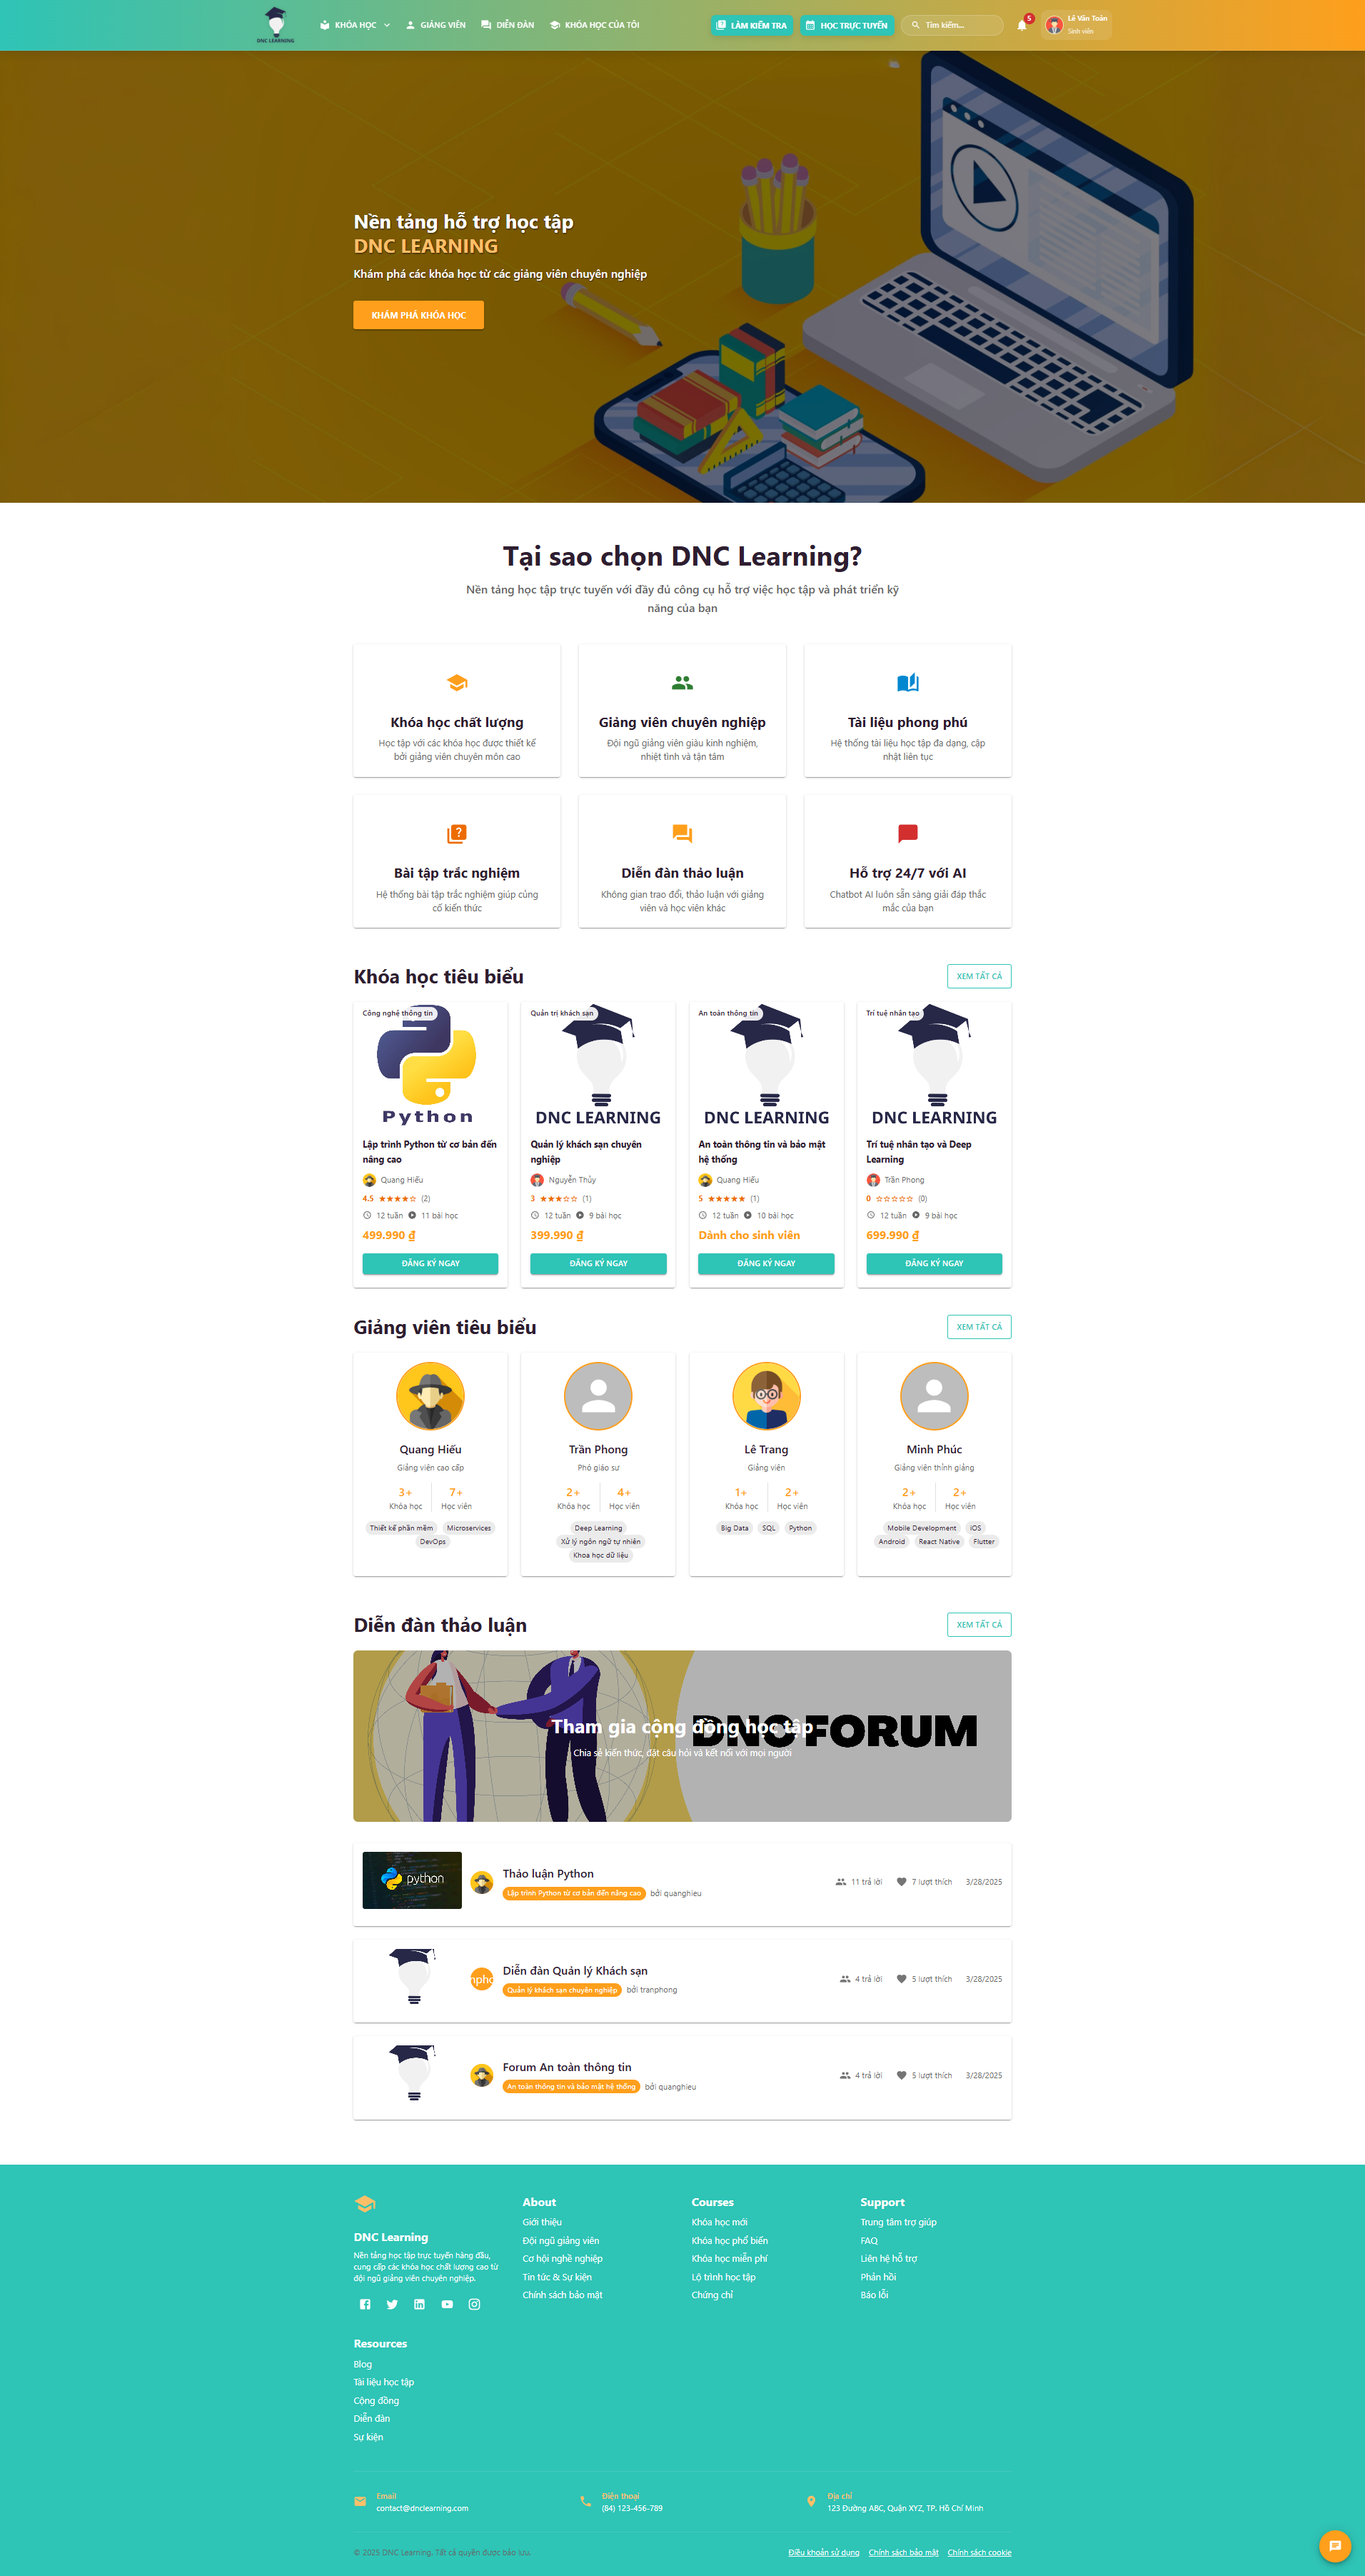 DNC LEARNING
KHÓA HỌC
GIẢNG VIÊN
DIỄN ĐÀN
KHÓA HỌC CỦA TÔI
LÀM KIỂM TRA
HỌC TRỰC TUYẾN
Tìm kiếm...
5
Lê Văn Toàn
Sinh viên
Nền tảng hỗ trợ học tập
DNC LEARNING
Khám phá các khóa học từ các giảng viên chuyên nghiệp
KHÁM PHÁ KHÓA HỌC
Tại sao chọn DNC Learning?
Nền tảng học tập trực tuyến với đầy đủ công cụ hỗ trợ việc học tập và phát triển kỹ
năng của bạn
Khóa học chất lượng
Học tập với các khóa học được thiết kế
bởi giảng viên chuyên môn cao
Giảng viên chuyên nghiệp
Đội ngũ giảng viên giàu kinh nghiệm,
nhiệt tình và tận tâm
Tài liệu phong phú
Hệ thống tài liệu học tập đa dạng, cập
nhật liên tục
Bài tập trắc nghiệm
Hệ thống bài tập trắc nghiệm giúp củng
cố kiến thức
Diễn đàn thảo luận
Không gian trao đổi, thảo luận với giảng
viên và học viên khác
Hỗ trợ 24/7 với AI
Chatbot AI luôn sẵn sàng giải đáp thắc
mắc của bạn
Khóa học tiêu biểu
XEM TẤT CẢ
Công nghệ thông tin
Python
Lập trình Python từ cơ bản đến
nâng cao
Quang Hiếu
4.5 (2)
12 tuần 11 bài học
499.990 ₫
ĐĂNG KÝ NGAY
Quản trị khách sạn
DNC LEARNING
Quản lý khách sạn chuyên
nghiệp
Nguyễn Thủy
3 (1)
12 tuần 9 bài học
399.990 ₫
ĐĂNG KÝ NGAY
An toàn thông tin
DNC LEARNING
An toàn thông tin và bảo mật
hệ thống
Quang Hiếu
5 (1)
12 tuần 10 bài học
Dành cho sinh viên
ĐĂNG KÝ NGAY
Trí tuệ nhân tạo
DNC LEARNING
Trí tuệ nhân tạo và Deep
Learning
Trần Phong
0 (0)
12 tuần 9 bài học
699.990 ₫
ĐĂNG KÝ NGAY
Giảng viên tiêu biểu
XEM TẤT CẢ
Quang Hiếu
Giảng viên cao cấp
3+ 7+
Khóa học Học viên
Thiết kế phần mềm Microservices
DevOps
Trần Phong
Phó giáo sư
2+ 4+
Khóa học Học viên
Deep Learning
Xử lý ngôn ngữ tự nhiên
Khoa học dữ liệu
Lê Trang
Giảng viên
1+ 2+
Khóa học Học viên
Big Data SQL Python
Minh Phúc
Giảng viên thỉnh giảng
2+ 2+
Khóa học Học viên
Mobile Development iOS
Android React Native Flutter
Diễn đàn thảo luận
XEM TẤT CẢ
DNC FORUM
Tham gia cộng đồng học tập
Chia sẻ kiến thức, đặt câu hỏi và kết nối với mọi người
python
Thảo luận Python
Lập trình Python từ cơ bản đến nâng cao bởi quanghieu
11 trả lời 7 lượt thích 3/28/2025
Diễn đàn Quản lý Khách sạn
Quản lý khách sạn chuyên nghiệp bởi tranphong
4 trả lời 5 lượt thích 3/28/2025
Forum An toàn thông tin
An toàn thông tin và bảo mật hệ thống bởi quanghieu
4 trả lời 5 lượt thích 3/28/2025
DNC Learning
Nền tảng học tập trực tuyến hàng đầu,
cung cấp các khóa học chất lượng cao từ
đội ngũ giảng viên chuyên nghiệp.
About
Giới thiệu
Đội ngũ giảng viên
Cơ hội nghề nghiệp
Tin tức & Sự kiện
Chính sách bảo mật
Courses
Khóa học mới
Khóa học phổ biến
Khóa học miễn phí
Lộ trình học tập
Chứng chỉ
Support
Trung tâm trợ giúp
FAQ
Liên hệ hỗ trợ
Phản hồi
Báo lỗi
Resources
Blog
Tài liệu học tập
Cộng đồng
Diễn đàn
Sự kiện
Email
contact@dnclearning.com
Điện thoại
(84) 123-456-789
Địa chỉ
123 Đường ABC, Quận XYZ, TP. Hồ Chí Minh
© 2025 DNC Learning. Tất cả quyền được bảo lưu.
Điều khoản sử dụng Chính sách bảo mật Chính sách cookie